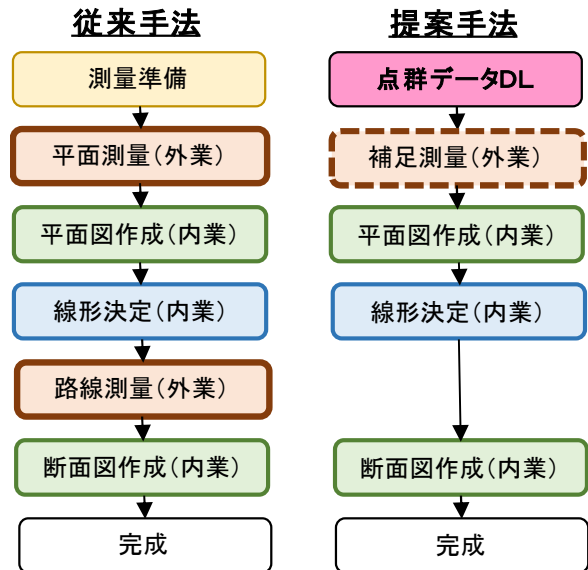 従来手法
測量準備
平面測量(外業)
平面図作成(内業)
線形決定(内業)
路線測量(外業)
断面図作成(内業)
完成
提案手法
点群データDL
補足測量(外業)
平面図作成(内業)
線形決定(内業)
断面図作成(内業)
完成